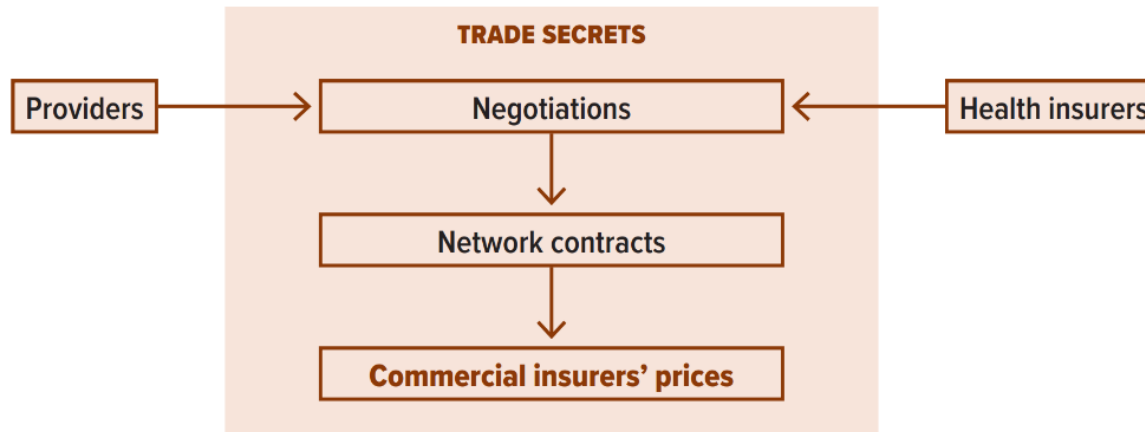 TRADE SECRETS
Providers
Negotiations
Health insurers
Network contracts
Commercial insurers’ prices